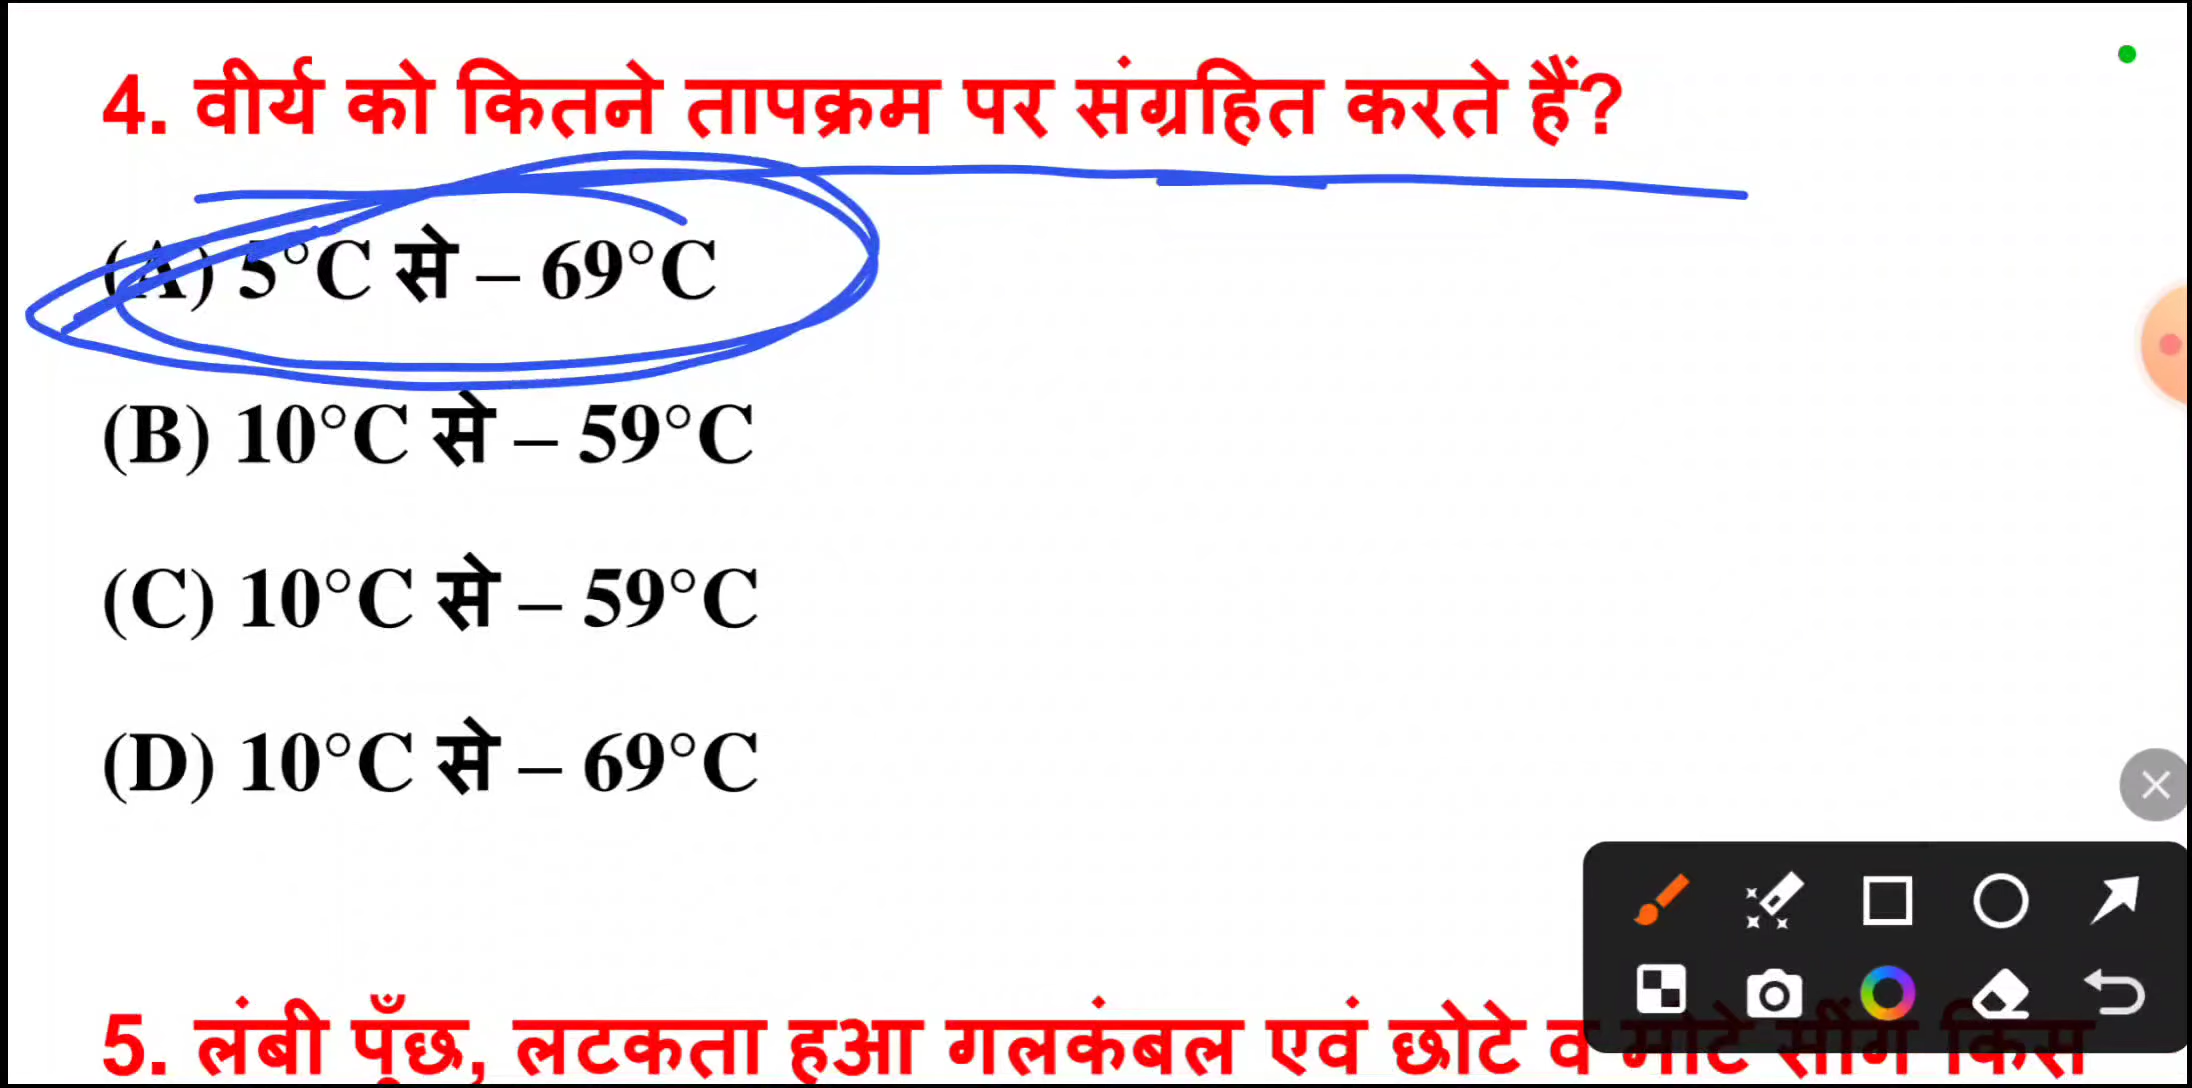 4. वीर्य को कितने तापक्रम पर संग्रहित करते हैं?
(A) 5°C से – 69°C
(B) 10°C से – 59°C
(C) 10°C से – 59°C
(D) 10°C से – 69°C
5. लंबी पूँछ, लटकता हुआ गलकंबल एवं छोटे व मोटे सींग किस